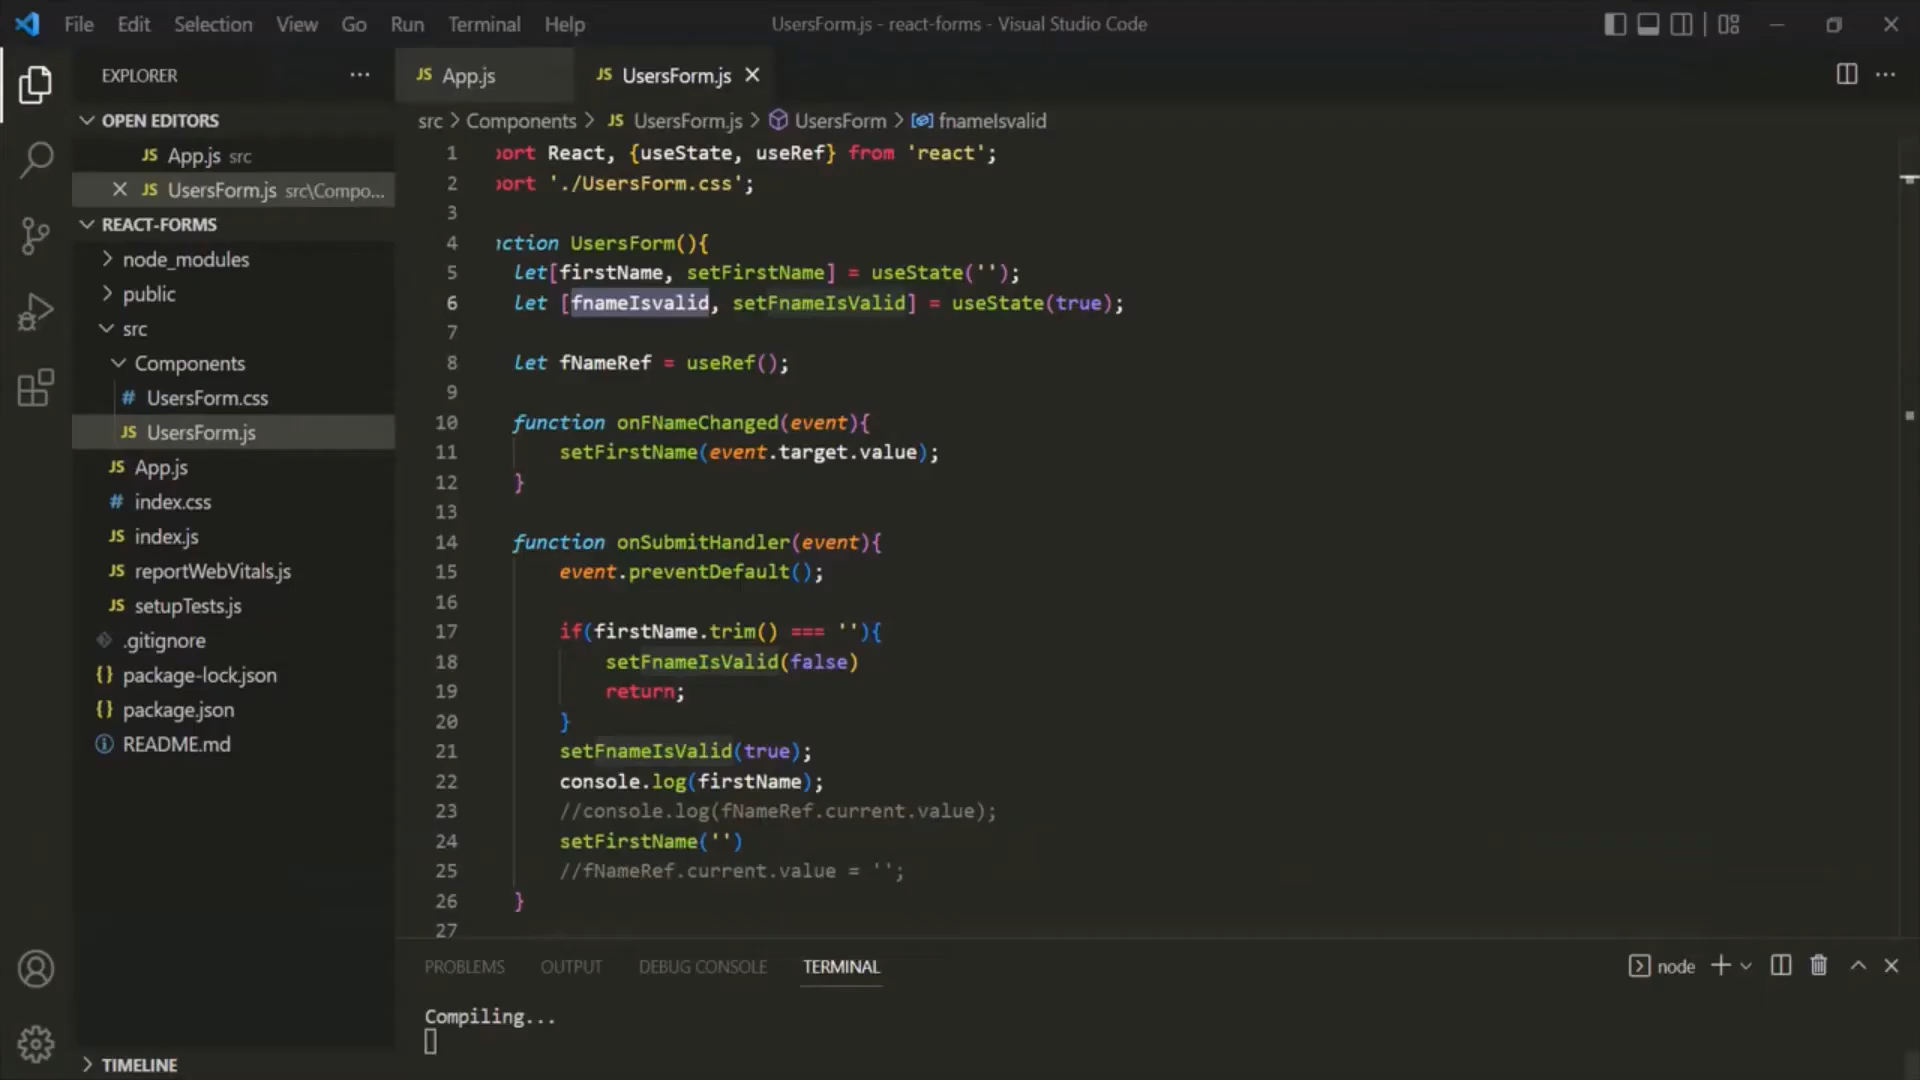 File Edit Selection View Go Run Terminal Help UsersForm.js - react-forms - Visual Studio Code
EXPLORER
OPEN EDITORS
JS App.js src
JS UsersForm.js src\Compo...
REACT-FORMS
node_modules
public
src
Components
# UsersForm.css
JS UsersForm.js
JS App.js
# index.css
JS index.js
JS reportWebVitals.js
JS setupTests.js
.gitignore
{} package-lock.json
{} package.json
README.md
TIMELINE
JS App.js JS UsersForm.js
src > Components > JS UsersForm.js > UsersForm > fnameIsvalid
1 port React, {useState, useRef} from 'react';
2 port './UsersForm.css';
3
4 nction UsersForm(){
5 let[firstName, setFirstName] = useState('');
6 let [fnameIsvalid, setFnameIsValid] = useState(true);
7
8 let fNameRef = useRef();
9
10 function onFNameChanged(event){
11 setFirstName(event.target.value);
12 }
13
14 function onSubmitHandler(event){
15 event.preventDefault();
16
17 if(firstName.trim() === ''){
18 setFnameIsValid(false)
19 return;
20 }
21 setFnameIsValid(true);
22 console.log(firstName);
23 //console.log(fNameRef.current.value);
24 setFirstName('')
25 //fNameRef.current.value = '';
26 }
27
PROBLEMS OUTPUT DEBUG CONSOLE TERMINAL node
Compiling...